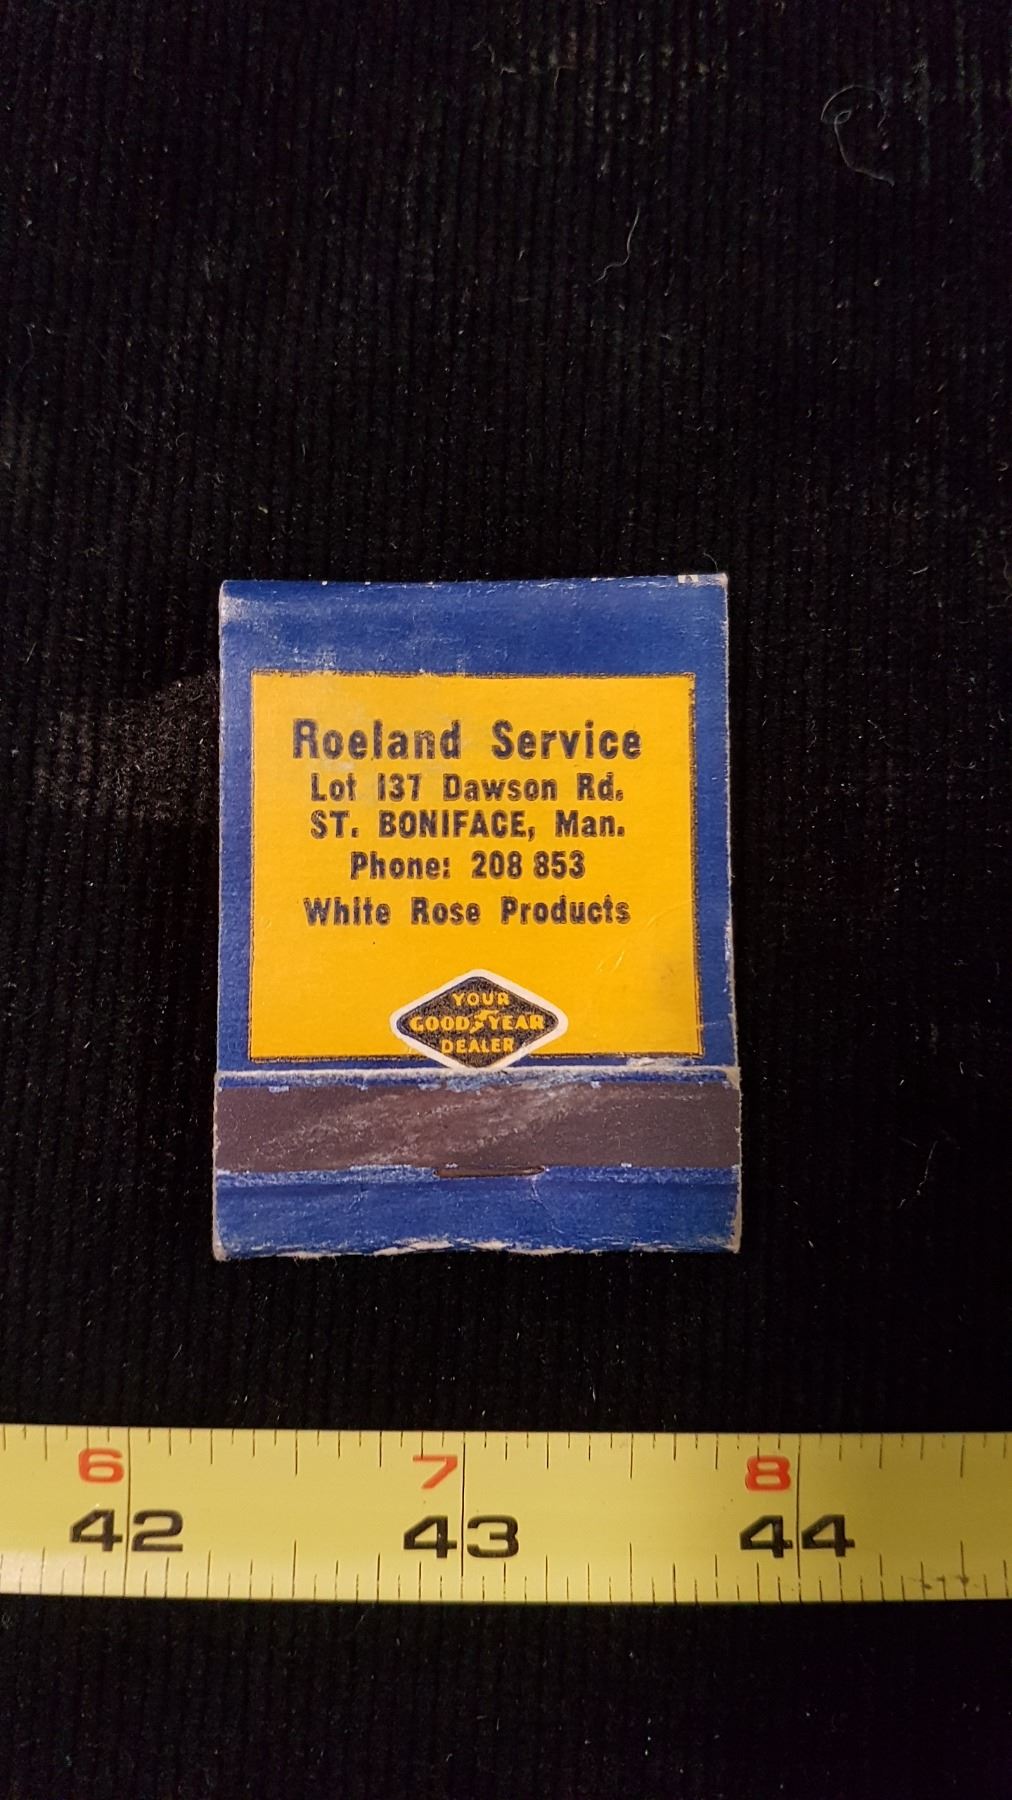 Roeland Service
Lot 137 Dawson Rd.
ST. BONIFACE, Man.
Phone: 208 853
White Rose Products
YOUR
GOOD YEAR
DEALER
6 7 8
42 43 44